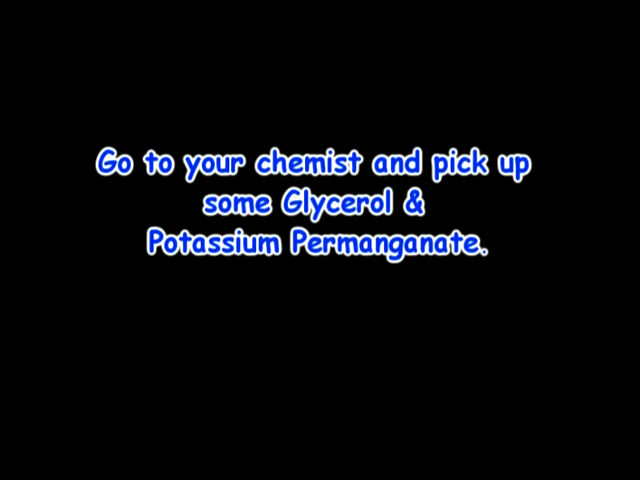 Go to your chemist and pick up
some Glycerol &
Potassium Permanganate.